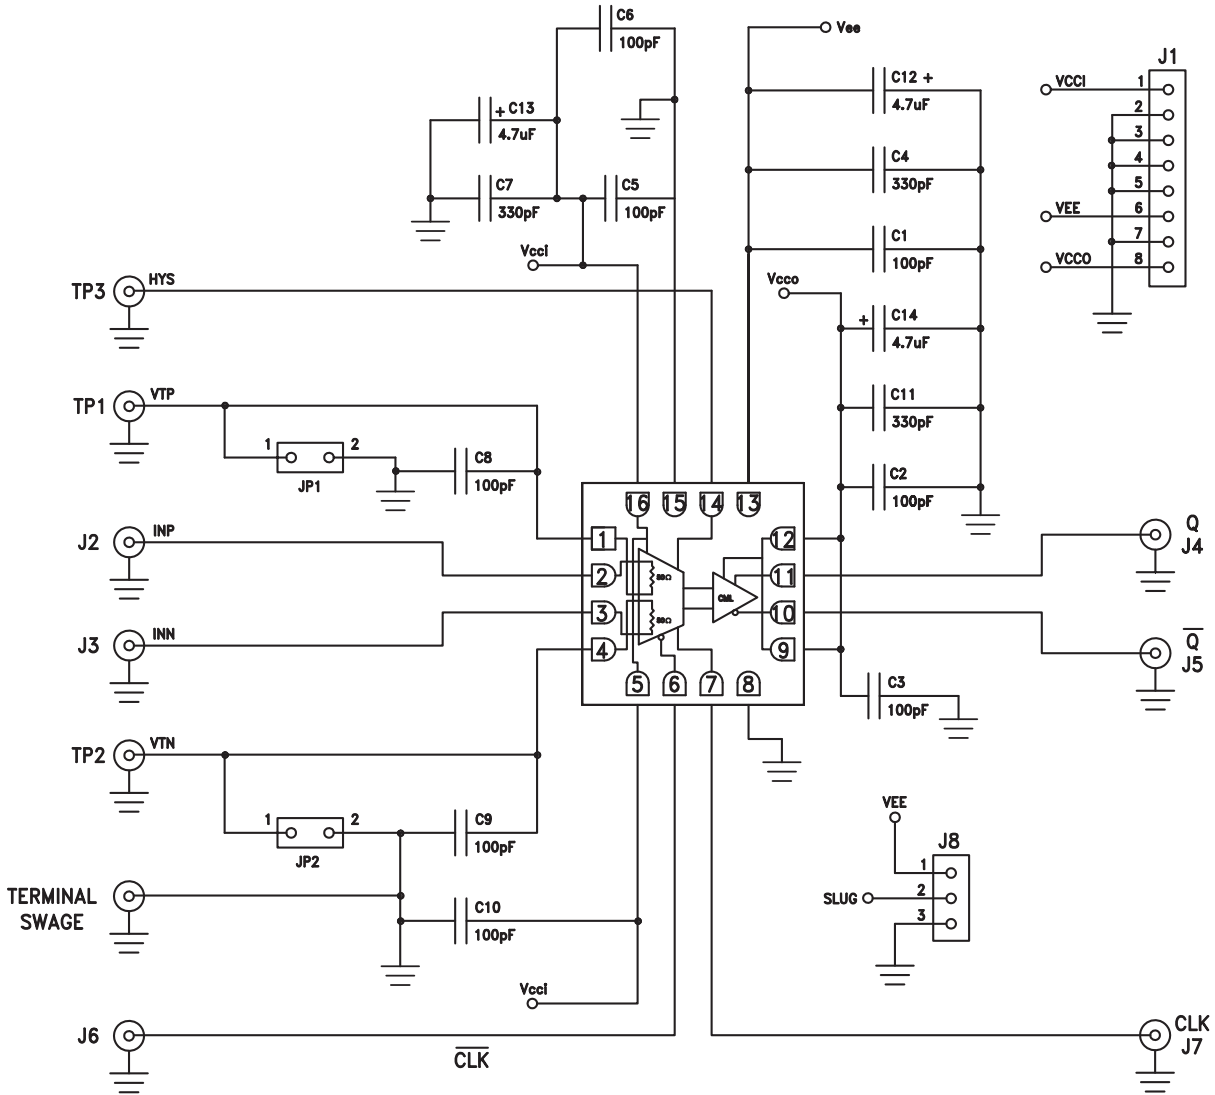 C6
100pF
Vee
J1
C12 +
4.7uF
VCCi
1
2
3
4
5
VEE
6
7
VCCO
8
+ C13
4.7uF
C4
330pF
C7
330pF
C5
100pF
C1
100pF
Vcci
Vcco
TP3
HYS
+ C14
4.7uF
TP1
VTP
C11
330pF
1
2
JP1
C8
100pF
C2
100pF
16
15
14
13
J2
INP
1
2
3
4
50Ω
50Ω
CML
12
11
10
9
Q
J4
J3
INN
Q
J5
5
6
7
8
C3
100pF
TP2
VTN
1
2
JP2
C9
100pF
VEE
J8
1
SLUG
2
3
TERMINAL
SWAGE
C10
100pF
Vcci
J6
CLK
CLK
J7